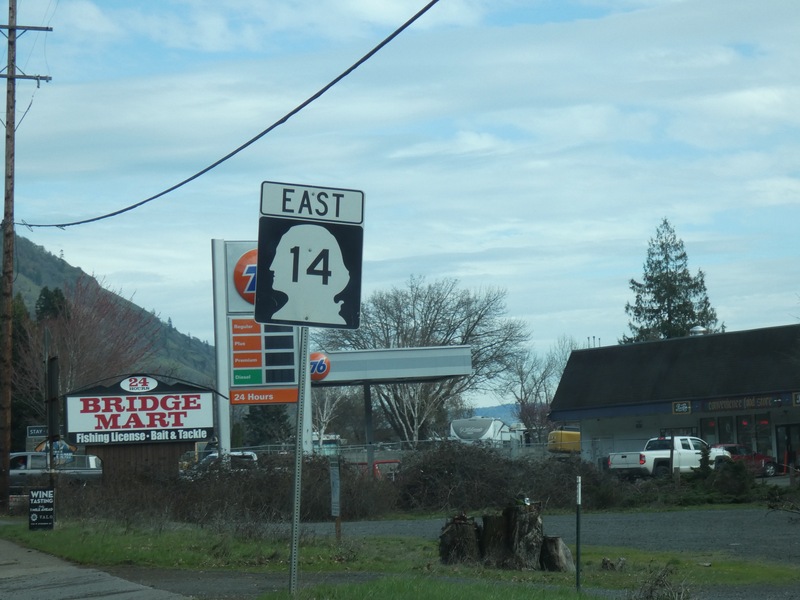 EAST
14
76
Regular
Plus
Premium
Diesel
24 Hours
76
24
HOURS
BRIDGE
MART
Fishing License • Bait & Tackle
STAY
WINE
TASTING